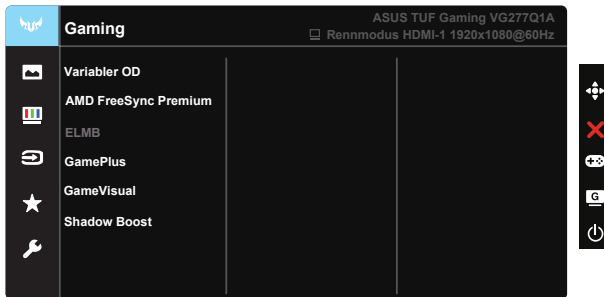 Gaming
ASUS TUF Gaming VG277Q1A
Rennmodus HDMI-1 1920x1080@60Hz
Variabler OD
AMD FreeSync Premium
ELMB
GamePlus
GameVisual
Shadow Boost
G